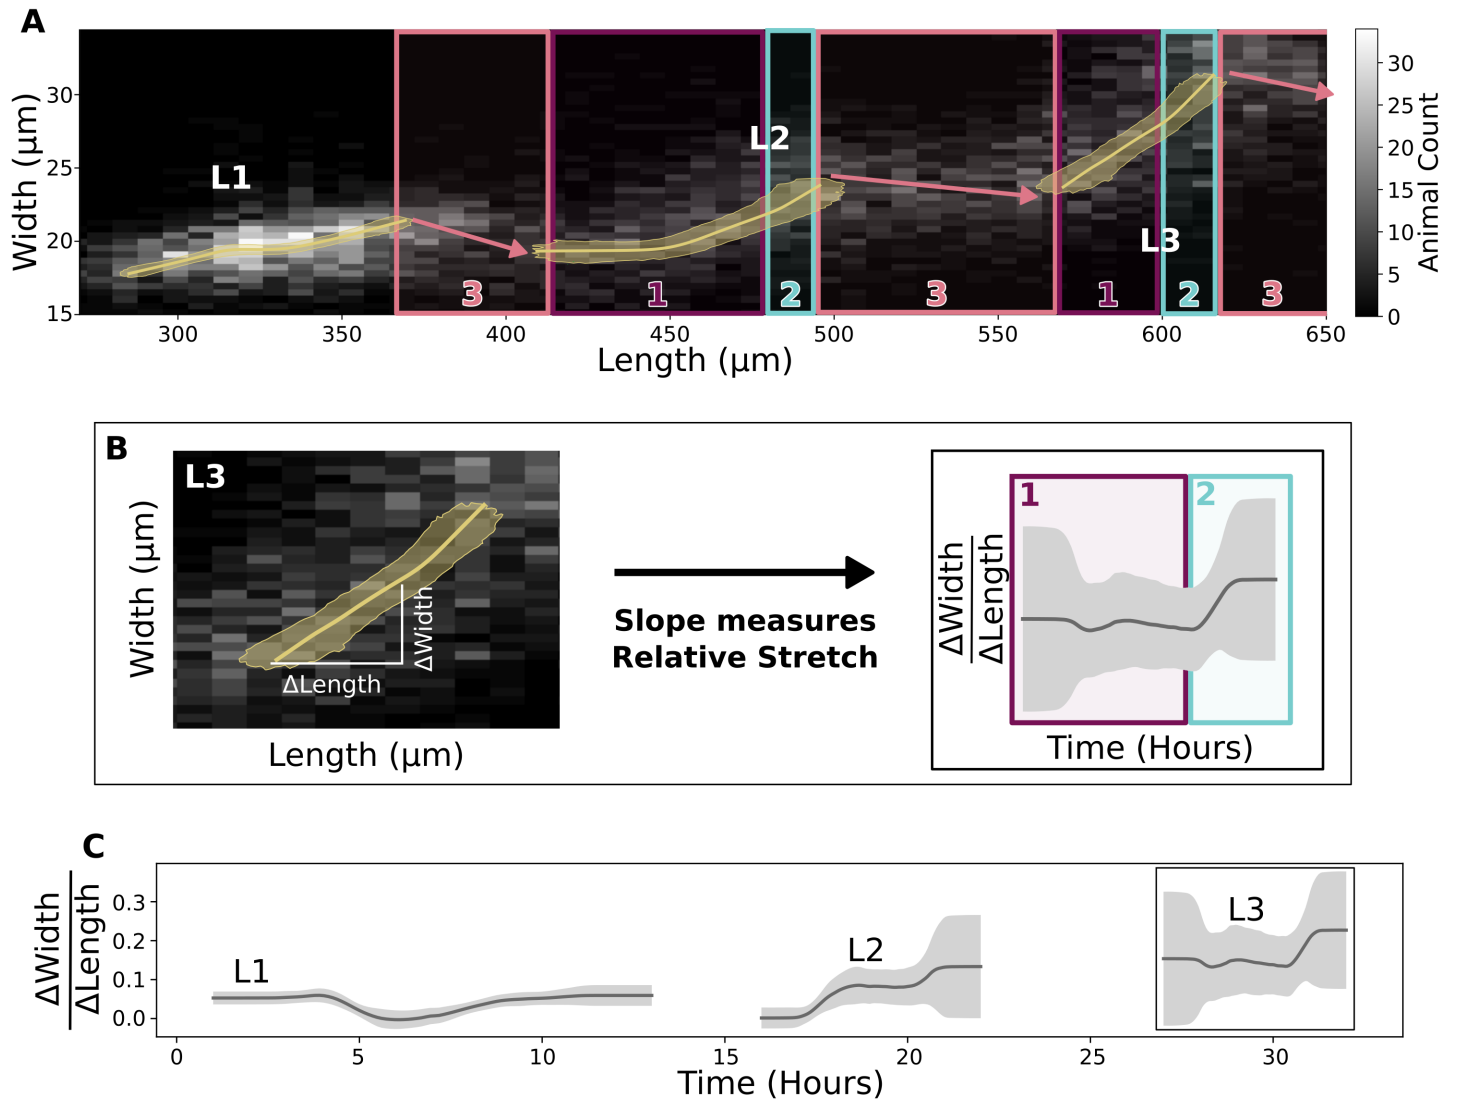 A
Width (μm)
30
25
20
15
L1
L2
L3
3
1
2
3
1
2
3
300
350
400
450
500
550
600
650
Length (μm)
30
25
20
15
10
5
0
Animal Count
B
L3
Width (μm)
ΔWidth
ΔLength
Length (μm)
Slope measures
Relative Stretch
1
2
ΔWidth
ΔLength
Time (Hours)
C
ΔWidth
ΔLength
0.3
0.2
0.1
0.0
L1
L2
L3
0
5
10
15
20
25
30
Time (Hours)